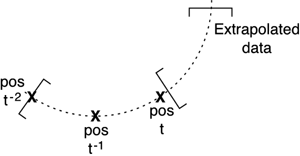 Extrapolated
data
pos
t-2
X
X
X
pos
t-1
pos
t